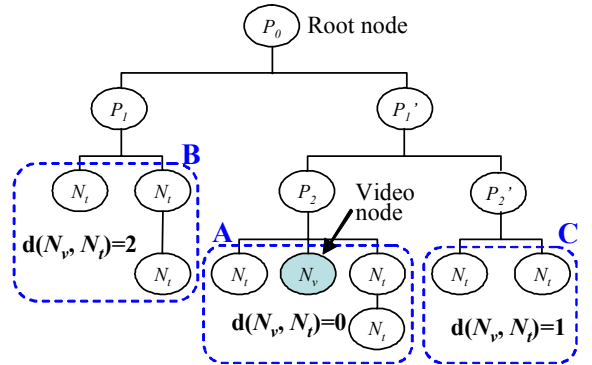 P0 Root node
P1 P1'
B
Nt Nt P2 Video node P2'
A C
d(Nv, Nt)=2
Nt Nt Nv Nt Nt Nt
d(Nv, Nt)=0 Nt d(Nv, Nt)=1